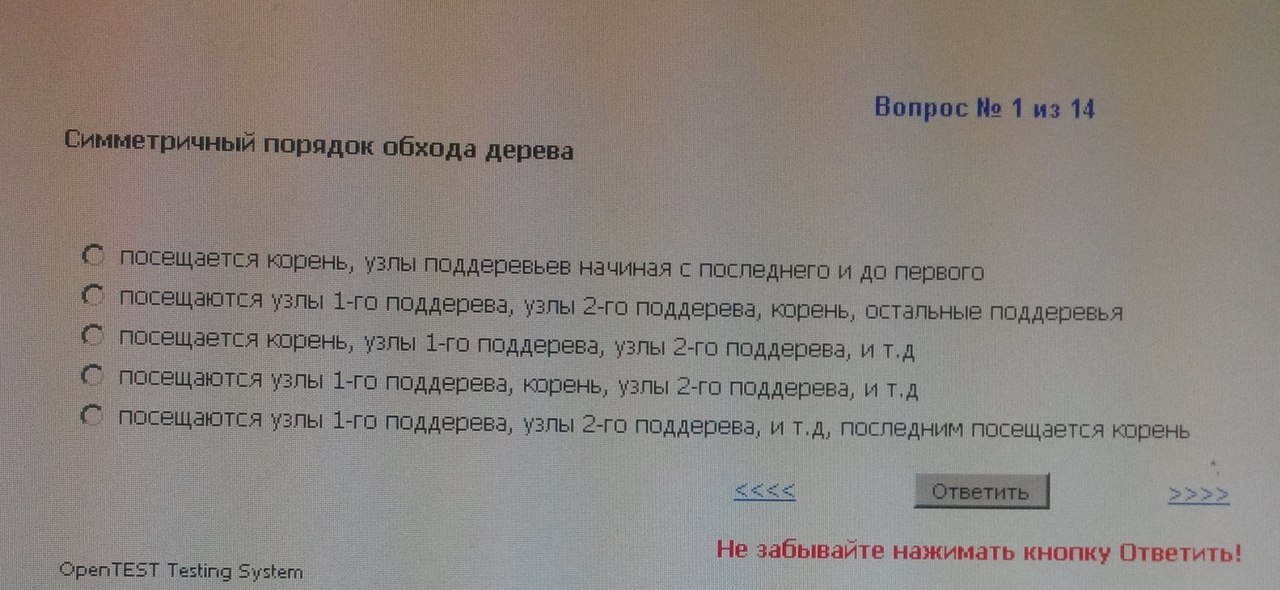 Вопрос № 1 из 14
Симметричный порядок обхода дерева
посещается корень, узлы поддеревьев начиная с последнего и до первого
посещаются узлы 1-го поддерева, узлы 2-го поддерева, корень, остальные поддеревья
посещается корень, узлы 1-го поддерева, узлы 2-го поддерева, и т.д
посещаются узлы 1-го поддерева, корень, узлы 2-го поддерева, и т.д
посещаются узлы 1-го поддерева, узлы 2-го поддерева, и т.д, последним посещается корень
<<<< Ответить >>>>
Не забывайте нажимать кнопку Ответить!
OpenTEST Testing System